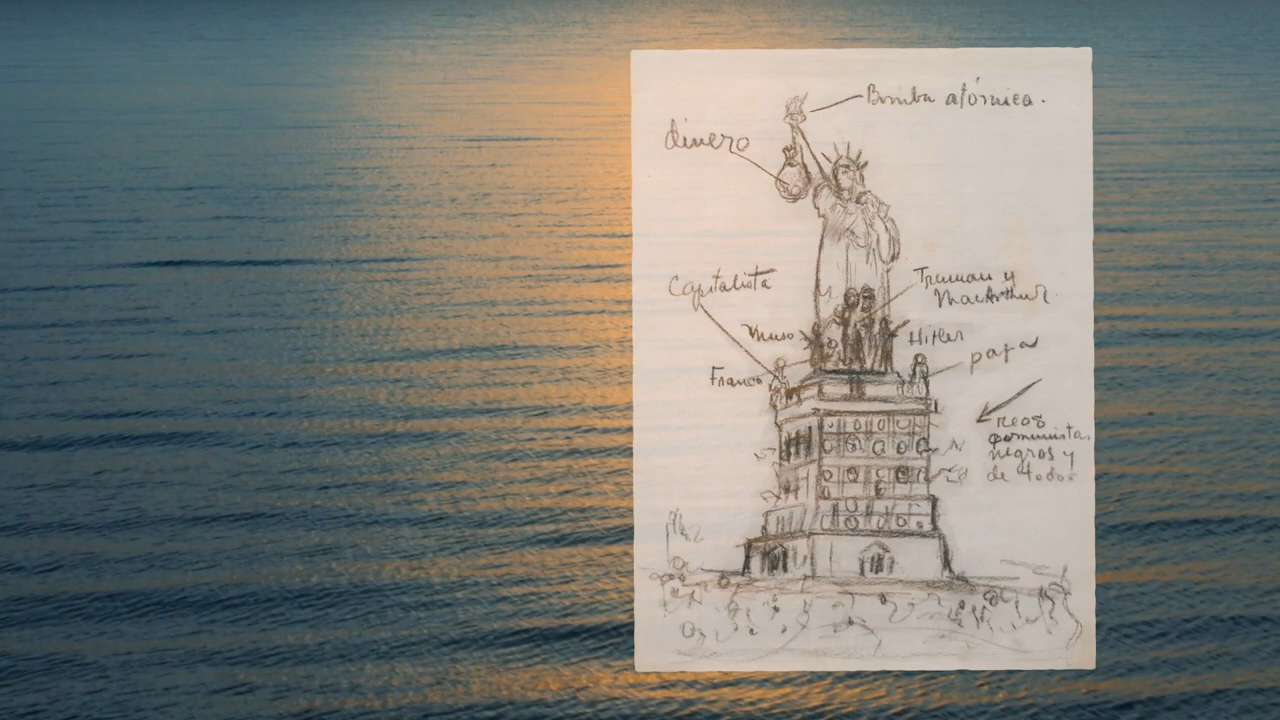 Bomba atómica.
dinero
Capitalista
Truman y
MacArthur
Muso
Hitler
papa
Franco
reos
comunistas
negros y
de todos